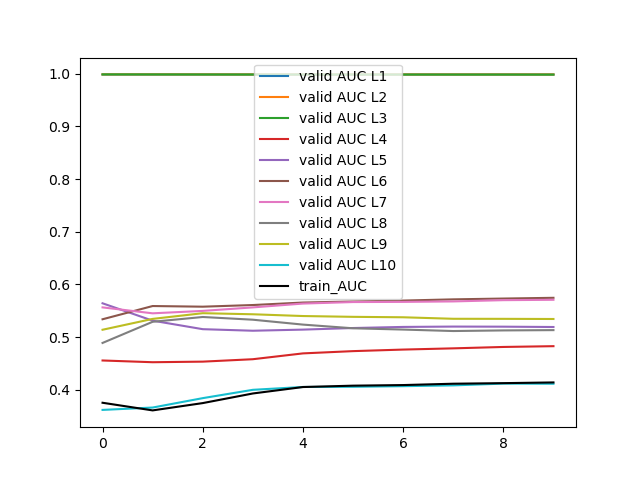 1.0
0.9
0.8
0.7
0.6
0.5
0.4
valid AUC L1
valid AUC L2
valid AUC L3
valid AUC L4
valid AUC L5
valid AUC L6
valid AUC L7
valid AUC L8
valid AUC L9
valid AUC L10
train_AUC
0 2 4 6 8